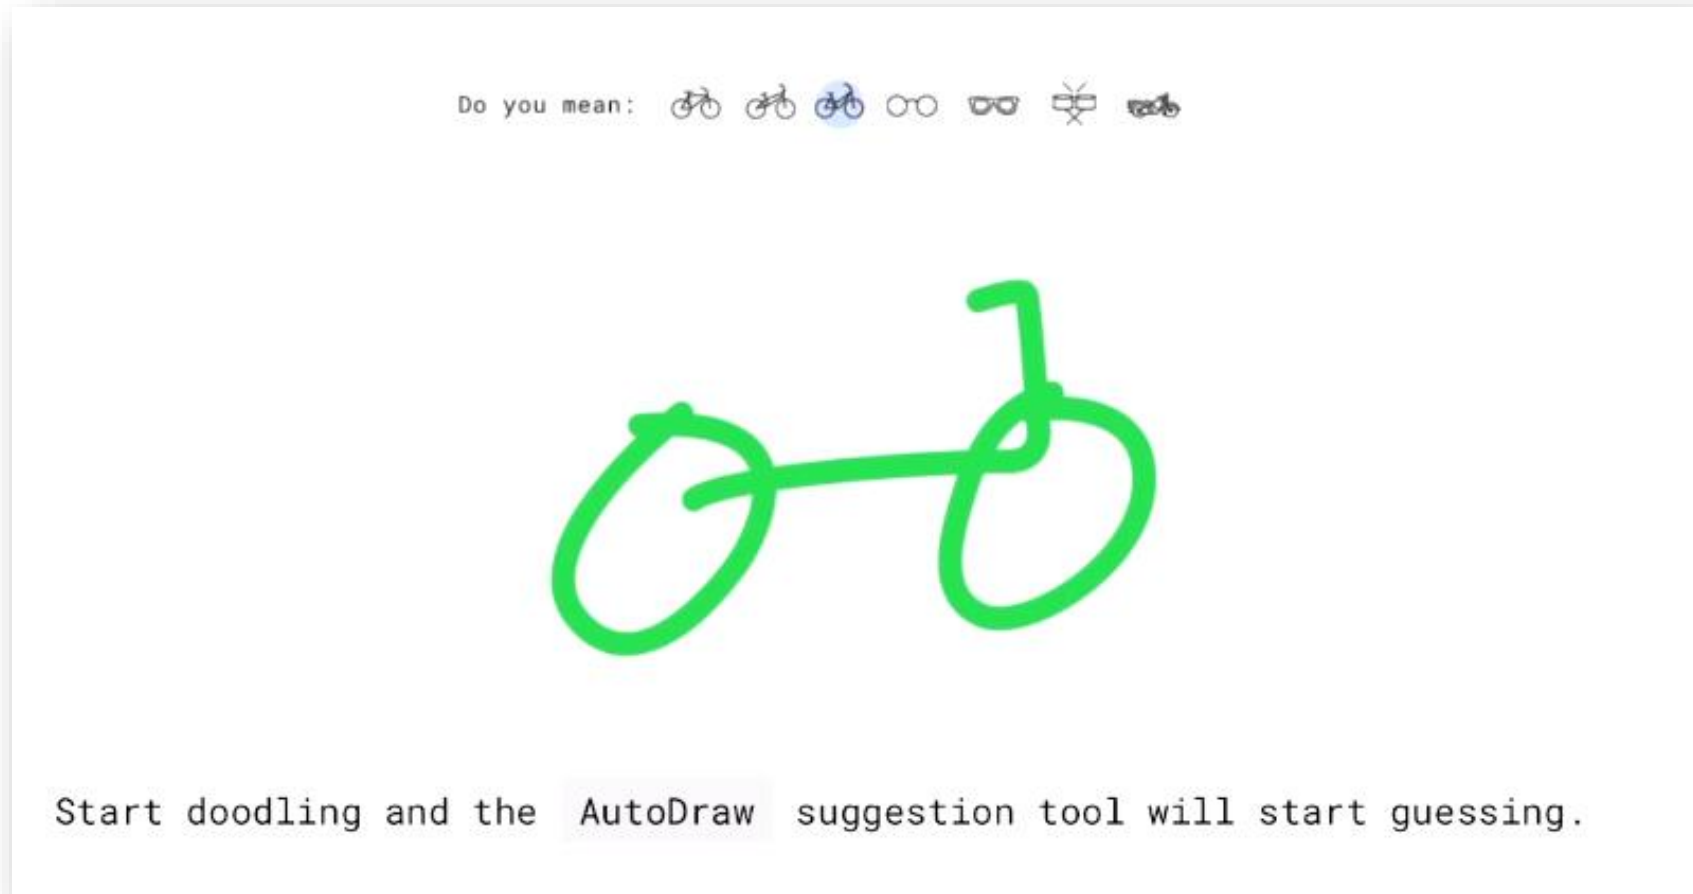 Do you mean:
Start doodling and the AutoDraw suggestion tool will start guessing.